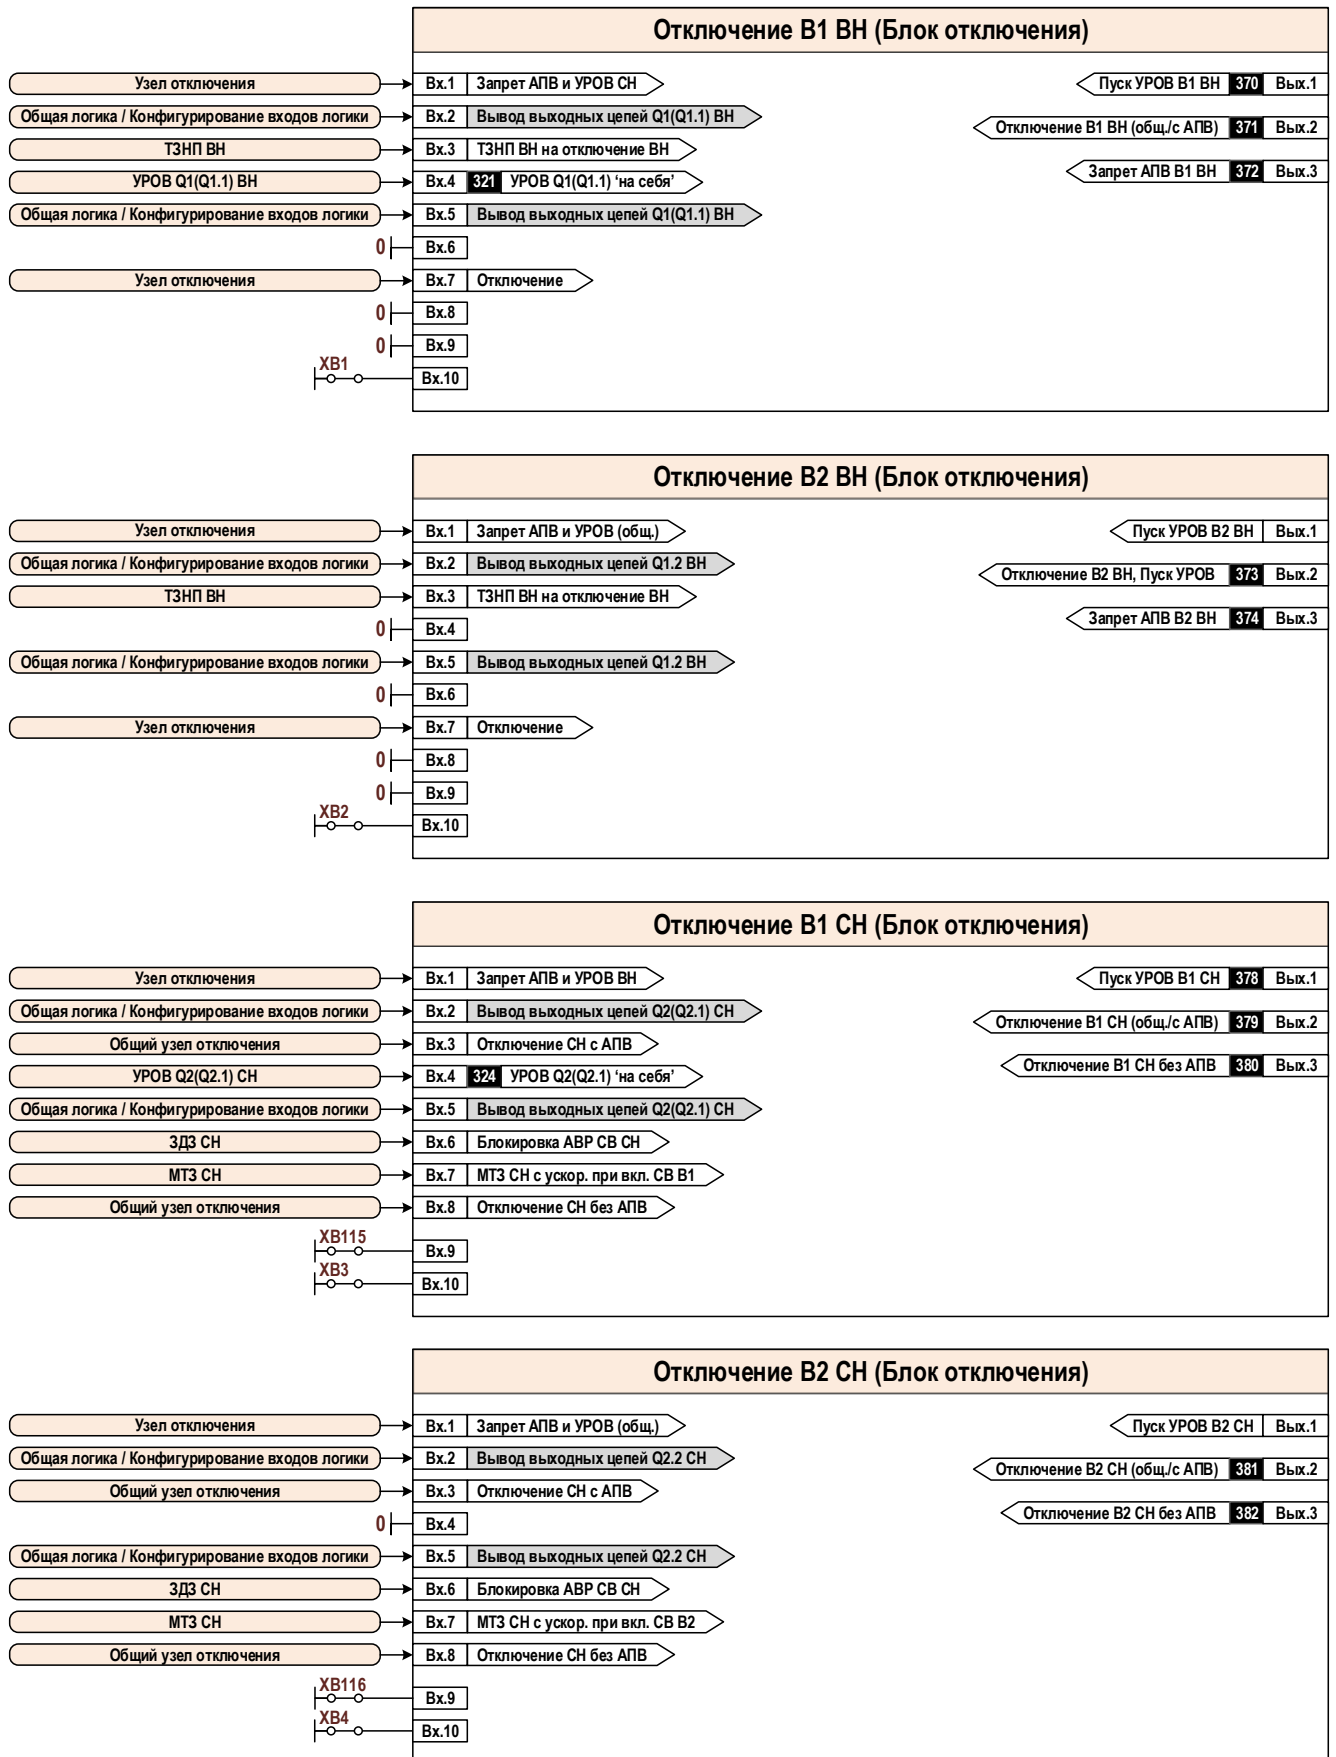 Отключение В1 ВН (Блок отключения)
Узел отключения Вх.1 Запрет АПВ и УРОВ СН Пуск УРОВ В1 ВН 370 Вых.1
Общая логика / Конфигурирование входов логики Вх.2 Вывод выходных цепей Q1(Q1.1) ВН
Отключение В1 ВН (общ./с АПВ) 371 Вых.2
ТЗНП ВН Вх.3 ТЗНП ВН на отключение ВН
Запрет АПВ В1 ВН 372 Вых.3
УРОВ Q1(Q1.1) ВН Вх.4 321 УРОВ Q1(Q1.1) ‘на себя’
Общая логика / Конфигурирование входов логики Вх.5 Вывод выходных цепей Q1(Q1.1) ВН
0 Вх.6
Узел отключения Вх.7 Отключение
0 Вх.8
0 Вх.9
XB1
Вх.10
Отключение В2 ВН (Блок отключения)
Узел отключения Вх.1 Запрет АПВ и УРОВ (общ.) Пуск УРОВ В2 ВН Вых.1
Общая логика / Конфигурирование входов логики Вх.2 Вывод выходных цепей Q1.2 ВН
Отключение В2 ВН, Пуск УРОВ 373 Вых.2
ТЗНП ВН Вх.3 ТЗНП ВН на отключение ВН
Запрет АПВ В2 ВН 374 Вых.3
0 Вх.4
Общая логика / Конфигурирование входов логики Вх.5 Вывод выходных цепей Q1.2 ВН
0 Вх.6
Узел отключения Вх.7 Отключение
0 Вх.8
0 Вх.9
XB2
Вх.10
Отключение В1 СН (Блок отключения)
Узел отключения Вх.1 Запрет АПВ и УРОВ ВН Пуск УРОВ В1 СН 378 Вых.1
Общая логика / Конфигурирование входов логики Вх.2 Вывод выходных цепей Q2(Q2.1) СН
Отключение В1 СН (общ./с АПВ) 379 Вых.2
Общий узел отключения Вх.3 Отключение СН с АПВ
Отключение В1 СН без АПВ 380 Вых.3
УРОВ Q2(Q2.1) СН Вх.4 324 УРОВ Q2(Q2.1) ‘на себя’
Общая логика / Конфигурирование входов логики Вх.5 Вывод выходных цепей Q2(Q2.1) СН
ЗДЗ СН Вх.6 Блокировка АВР СВ СН
МТЗ СН Вх.7 МТЗ СН с ускор. при вкл. СВ В1
Общий узел отключения Вх.8 Отключение СН без АПВ
XB115
Вх.9
XB3
Вх.10
Отключение В2 СН (Блок отключения)
Узел отключения Вх.1 Запрет АПВ и УРОВ (общ.) Пуск УРОВ В2 СН Вых.1
Общая логика / Конфигурирование входов логики Вх.2 Вывод выходных цепей Q2.2 СН
Отключение В2 СН (общ./с АПВ) 381 Вых.2
Общий узел отключения Вх.3 Отключение СН с АПВ
Отключение В2 СН без АПВ 382 Вых.3
0 Вх.4
Общая логика / Конфигурирование входов логики Вх.5 Вывод выходных цепей Q2.2 СН
ЗДЗ СН Вх.6 Блокировка АВР СВ СН
МТЗ СН Вх.7 МТЗ СН с ускор. при вкл. СВ В2
Общий узел отключения Вх.8 Отключение СН без АПВ
XB116
Вх.9
XB4
Вх.10